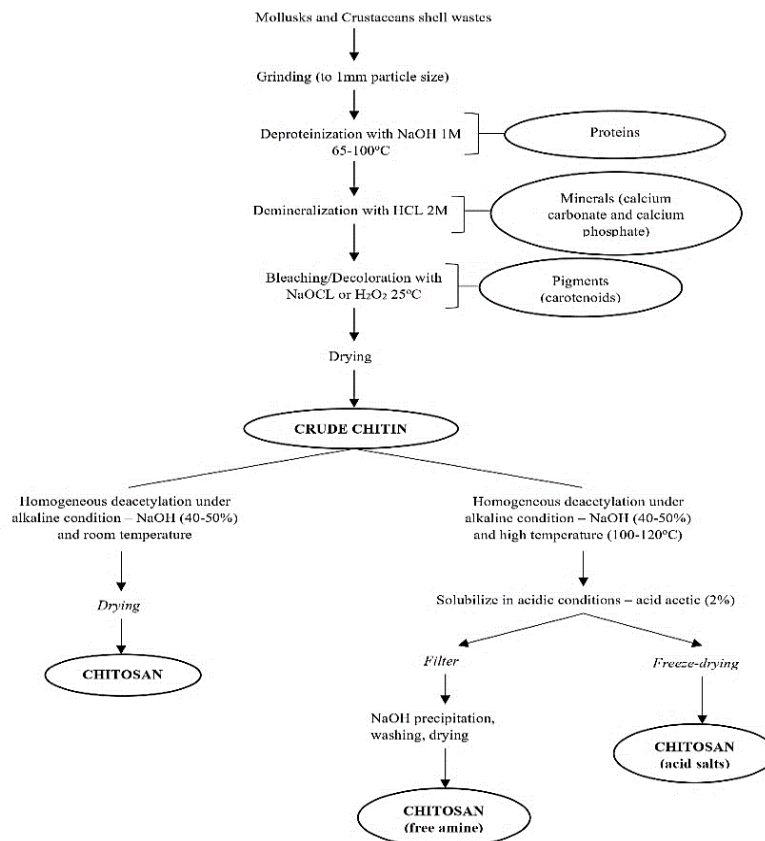 Mollusks and Crustaceans shell wastes
Grinding (to 1mm particle size)
Deproteinization with NaOH 1M
65-100°C
Proteins
Demineralization with HCL 2M
Minerals (calcium
carbonate and calcium
phosphate)
Bleaching/Decoloration with
NaOCL or H₂O₂ 25°C
Pigments
(carotenoids)
Drying
CRUDE CHITIN
Homogeneous deacetylation under
alkaline condition – NaOH (40-50%)
and room temperature
Drying
CHITOSAN
Homogeneous deacetylation under
alkaline condition – NaOH (40-50%)
and high temperature (100-120°C)
Solubilize in acidic conditions – acid acetic (2%)
Filter
NaOH precipitation,
washing, drying
CHITOSAN
(free amine)
Freeze-drying
CHITOSAN
(acid salts)